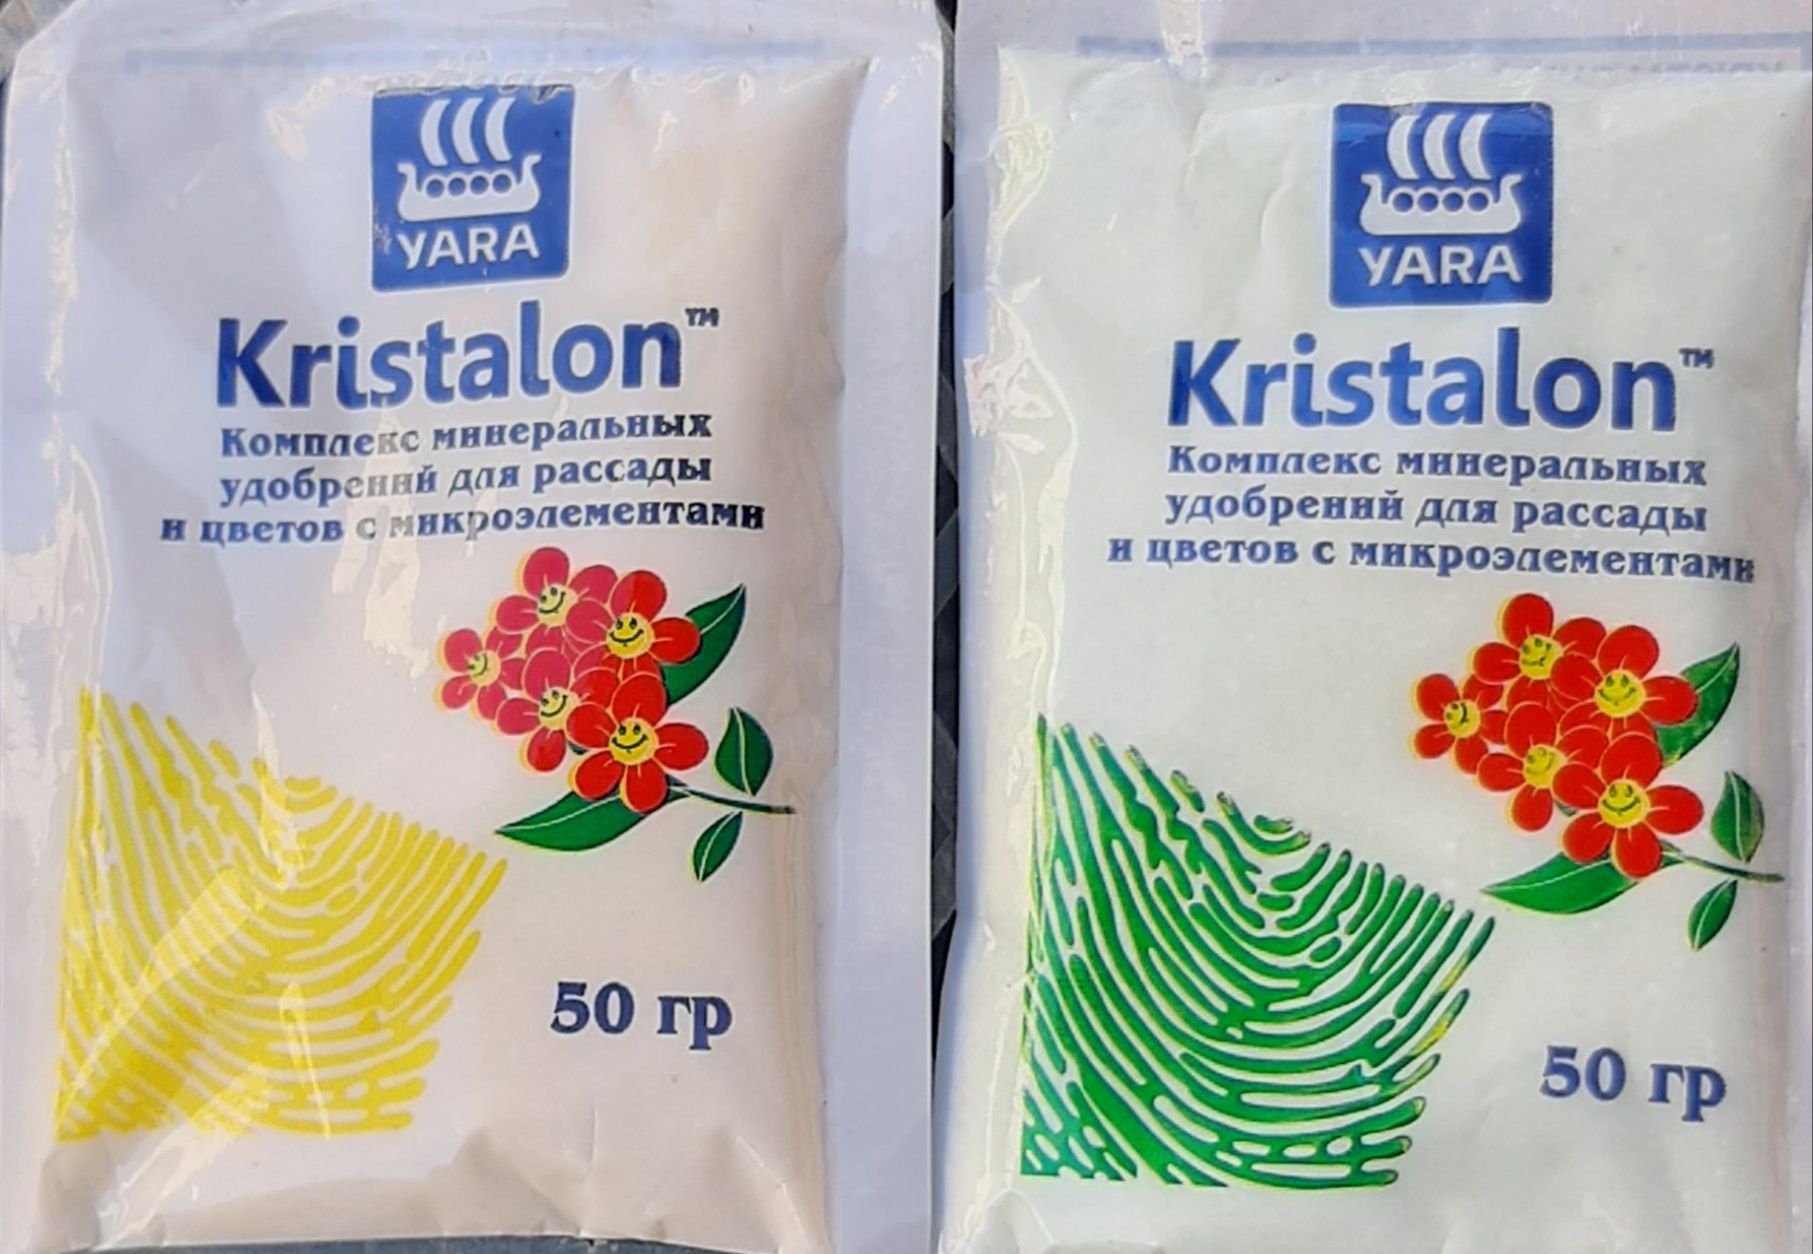 YARA
Kristalon™
Комплекс минеральных
удобрений для рассады
и цветов с микроэлементами
50 гр
YARA
Kristalon™
Комплекс минеральных
удобрений для рассады
и цветов с микроэлементами
50 гр